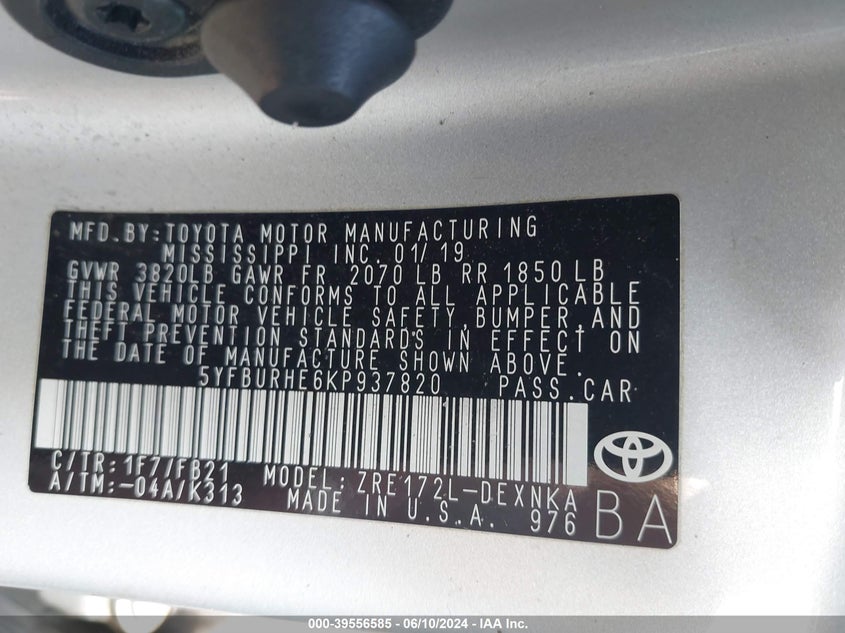 MFD.BY:TOYOTA MOTOR MANUFACTURING
MISSISSIPPI INC. 01/19
GVWR 3820LB GAWR FR 2070 LB RR 1850 LB
THIS VEHICLE CONFORMS TO ALL APPLICABLE
FEDERAL MOTOR VEHICLE SAFETY,BUMPER,AND
THEFT PREVENTION STANDARDS IN EFFECT ON
THE DATE OF MANUFACTURE SHOWN ABOVE.
5YFBURHE6KP937820 PASS.CAR
C/TR:1F7/FB21 MODEL:ZRE172L-DEXNKA
A/TM:-04A/K313 MADE IN U.S.A. 976 BA
000-39556585 - 06/10/2024 - IAA Inc.